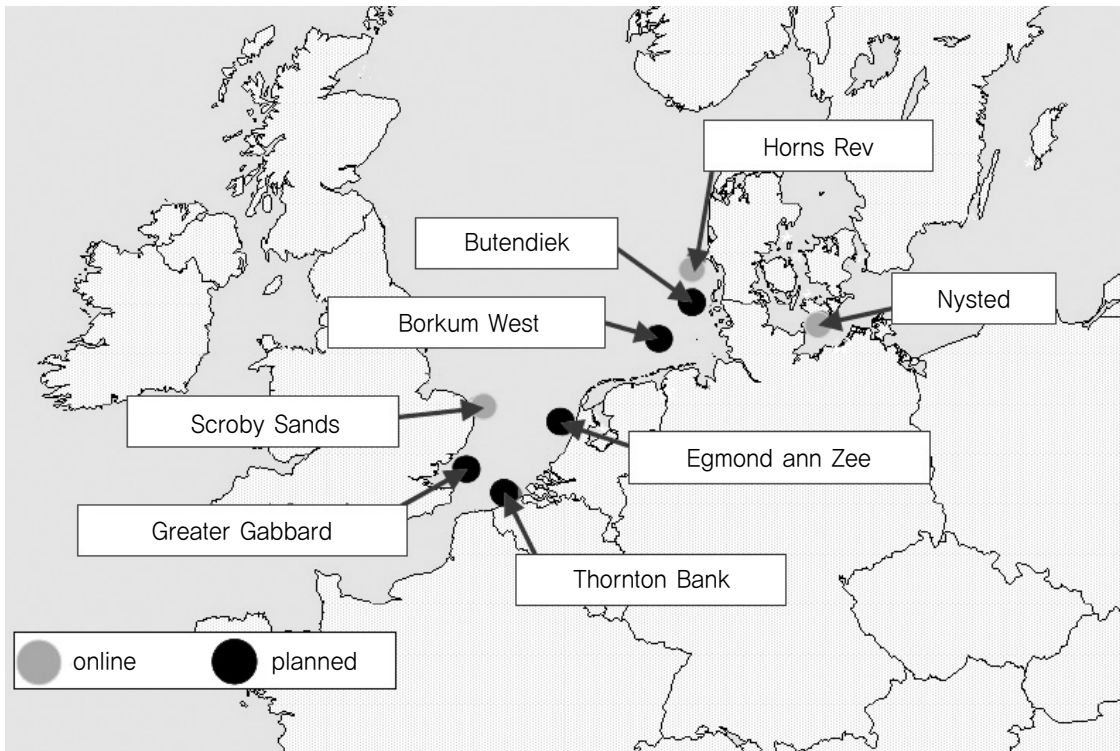 Horns Rev
Butendiek
Nysted
Borkum West
Scroby Sands
Egmond ann Zee
Greater Gabbard
Thornton Bank
online
planned